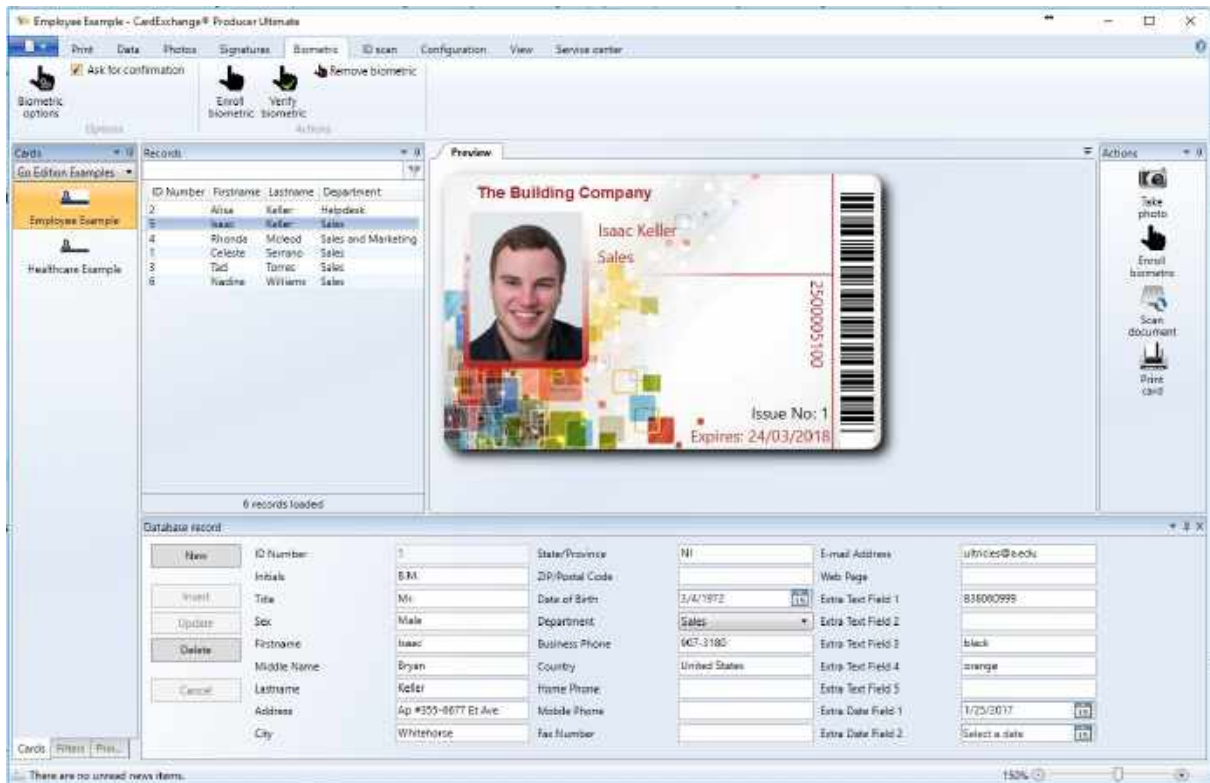 Employee Example - CardExchange® Producer Ultimate
Print Data Photos Signatures Biometric ID scan Configuration View Service center
Biometric options
Ask for confirmation
Options
Enroll biometric
Verify biometric
Remove biometric
Actions
Cards
Go Edition Examples
Employee Example
Healthcare Example
Records
ID Number Firstname Lastname Department
2 Alisa Keller Helpdesk
5 Isaac Keller Sales
4 Rhonda Mcleod Sales and Marketing
1 Celeste Serrano Sales
3 Tad Torres Sales
6 Nadine Williams Sales
6 records loaded
Preview
The Building Company
Isaac Keller
Sales
2500005100
Issue No: 1
Expires: 24/03/2018
Actions
Take photo
Enroll biometric
Scan document
Print card
Database record
New
Insert
Update
Delete
Cancel
ID Number
Initials B.M.
Title Mr.
Sex Male
Firstname Isaac
Middle Name Bryan
Lastname Keller
Address Ap #355-8677 Et Ave
City Whitehorse
State/Province NI
ZIP/Postal Code
Date of Birth 3/4/1972
Department Sales
Business Phone 907-3180
Country United States
Home Phone
Mobile Phone
Fax Number
E-mail Address
Web Page
Extra Text Field 1 838060999
Extra Text Field 2
Extra Text Field 3 black
Extra Text Field 4 orange
Extra Text Field 5
Extra Date Field 1 1/25/2017
Extra Date Field 2 Select a date
Cards Filters
There are no unread news items.
150%